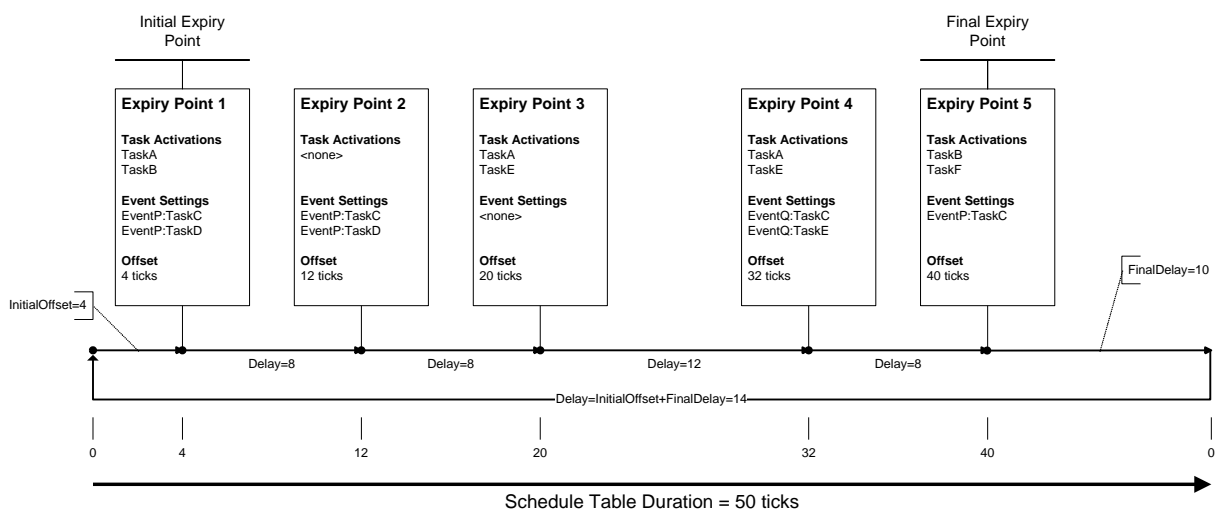 Initial Expiry
Point
Final Expiry
Point
Expiry Point 1
Task Activations
TaskA
TaskB
Event Settings
EventP:TaskC
EventP:TaskD
Offset
4 ticks
Expiry Point 2
Task Activations
<none>
Event Settings
EventP:TaskC
EventP:TaskD
Offset
12 ticks
Expiry Point 3
Task Activations
TaskA
TaskE
Event Settings
<none>
Offset
20 ticks
Expiry Point 4
Task Activations
TaskA
TaskE
Event Settings
EventQ:TaskC
EventQ:TaskE
Offset
32 ticks
Expiry Point 5
Task Activations
TaskB
TaskF
Event Settings
EventP:TaskC
Offset
40 ticks
InitialOffset=4
FinalDelay=10
Delay=8
Delay=8
Delay=12
Delay=8
Delay=InitialOffset+FinalDelay=14
0
4
12
20
32
40
0
Schedule Table Duration = 50 ticks